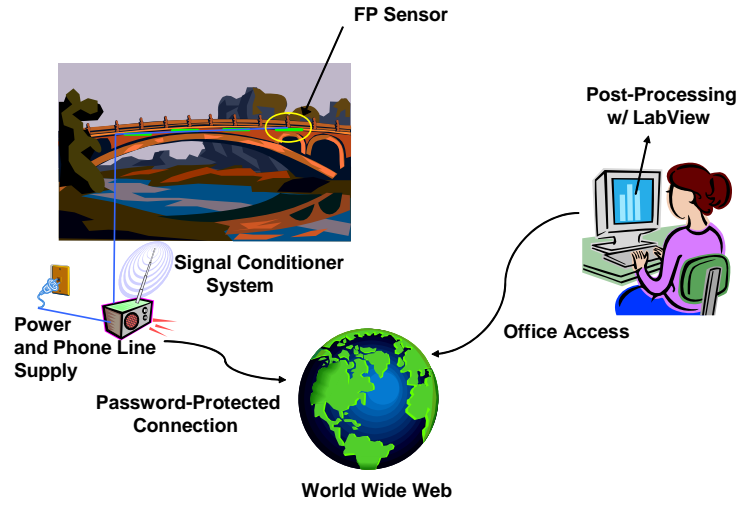 FP Sensor
Post-Processing
w/ LabView
Signal Conditioner
System
Power
and Phone Line
Supply
Office Access
Password-Protected
Connection
World Wide Web